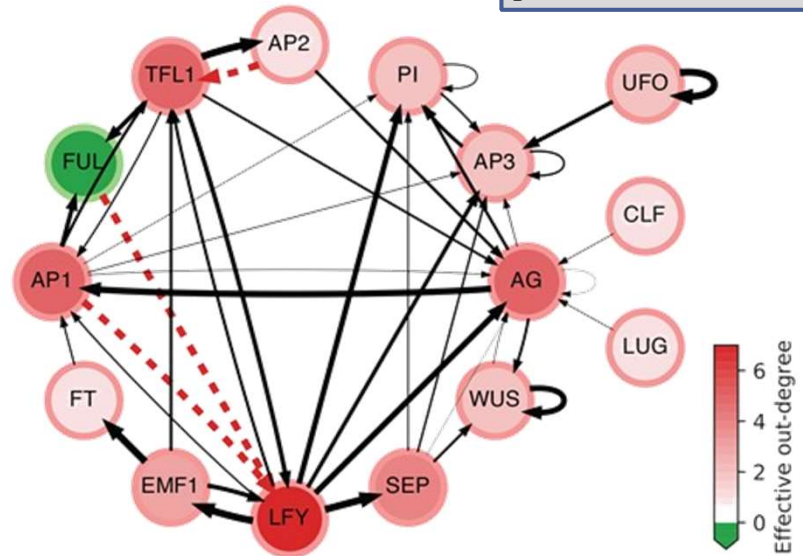 AP2
TFL1
PI
UFO
FUL
AP3
CLF
AP1
AG
LUG
FT
WUS
EMF1
SEP
LFY
6
4
2
0
Effective out-degree